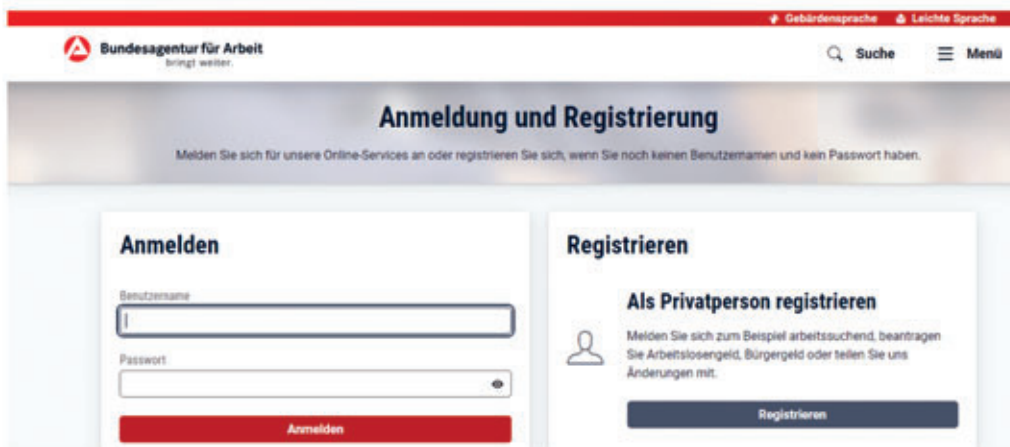 Gebärdensprache Leichte Sprache
Bundesagentur für Arbeit
bringt weiter.
Suche Menü
Anmeldung und Registrierung
Melden Sie sich für unsere Online-Services an oder registrieren Sie sich, wenn Sie noch keinen Benutzernamen und kein Passwort haben.
Anmelden
Benutzername
Passwort
Anmelden
Registrieren
Als Privatperson registrieren
Melden Sie sich zum Beispiel arbeitssuchend, beantragen
Sie Arbeitslosengeld, Bürgergeld oder teilen Sie uns
Änderungen mit.
Registrieren